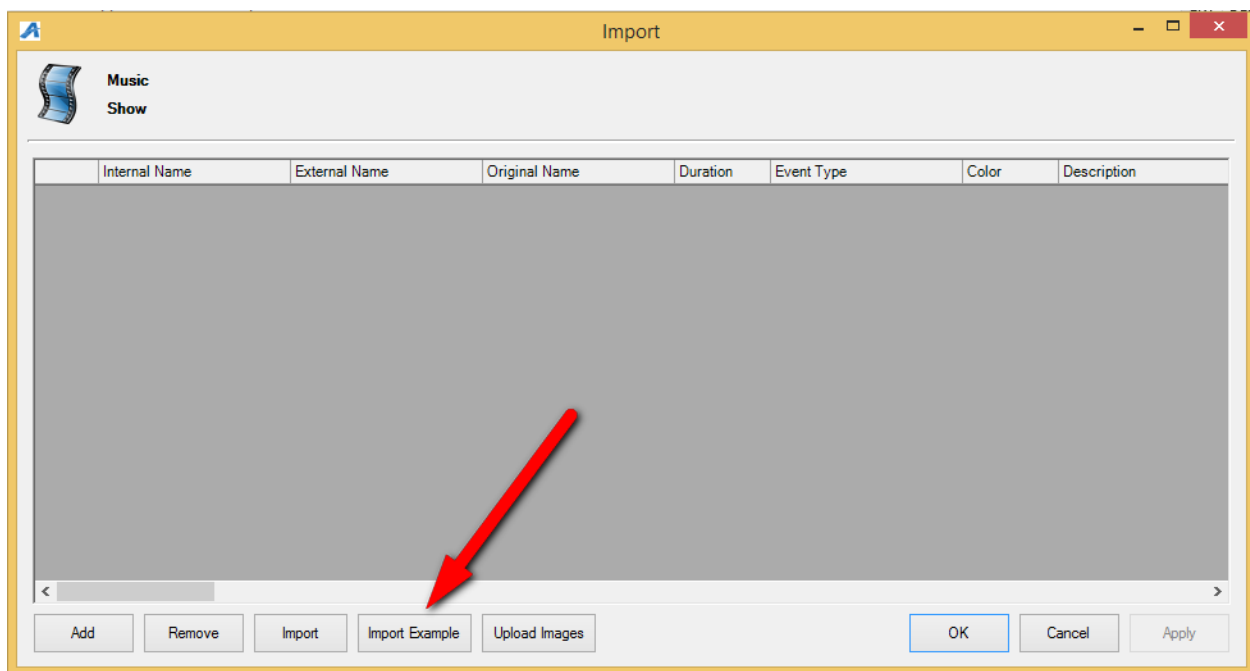 Import
Music
Show
Internal Name External Name Original Name Duration Event Type Color Description
Add Remove Import Import Example Upload Images OK Cancel Apply